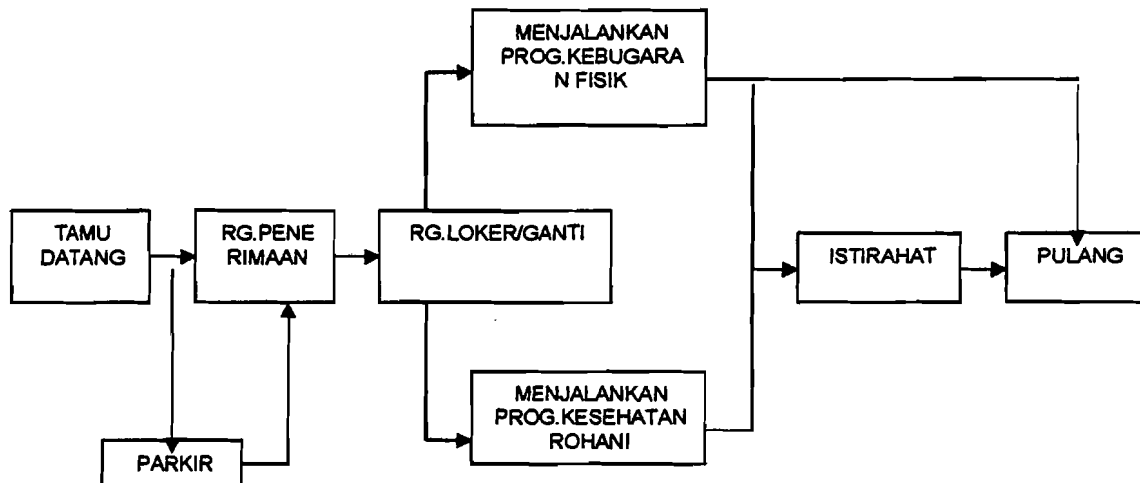 MENJALANKAN
PROG.KEBUGARA
N FISIK
TAMU
DATANG
RG.PENE
RIMAAN
RG.LOKER/GANTI
ISTIRAHAT
PULANG
MENJALANKAN
PROG.KESEHATAN
ROHANI
PARKIR